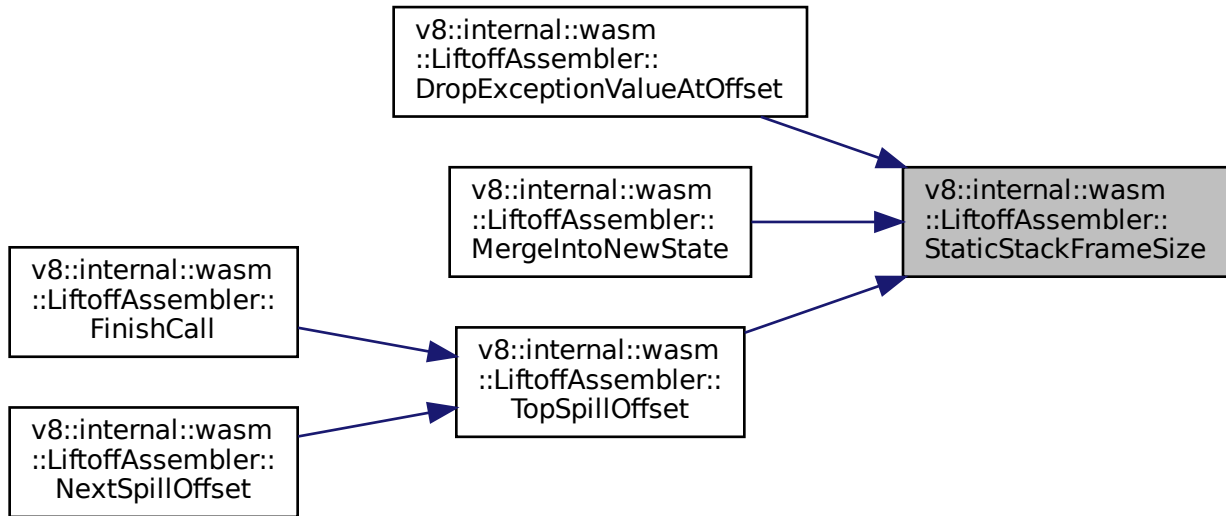 v8::internal::wasm
::LiftoffAssembler::
DropExceptionValueAtOffset
v8::internal::wasm
::LiftoffAssembler::
MergeIntoNewState
v8::internal::wasm
::LiftoffAssembler::
StaticStackFrameSize
v8::internal::wasm
::LiftoffAssembler::
FinishCall
v8::internal::wasm
::LiftoffAssembler::
TopSpillOffset
v8::internal::wasm
::LiftoffAssembler::
NextSpillOffset